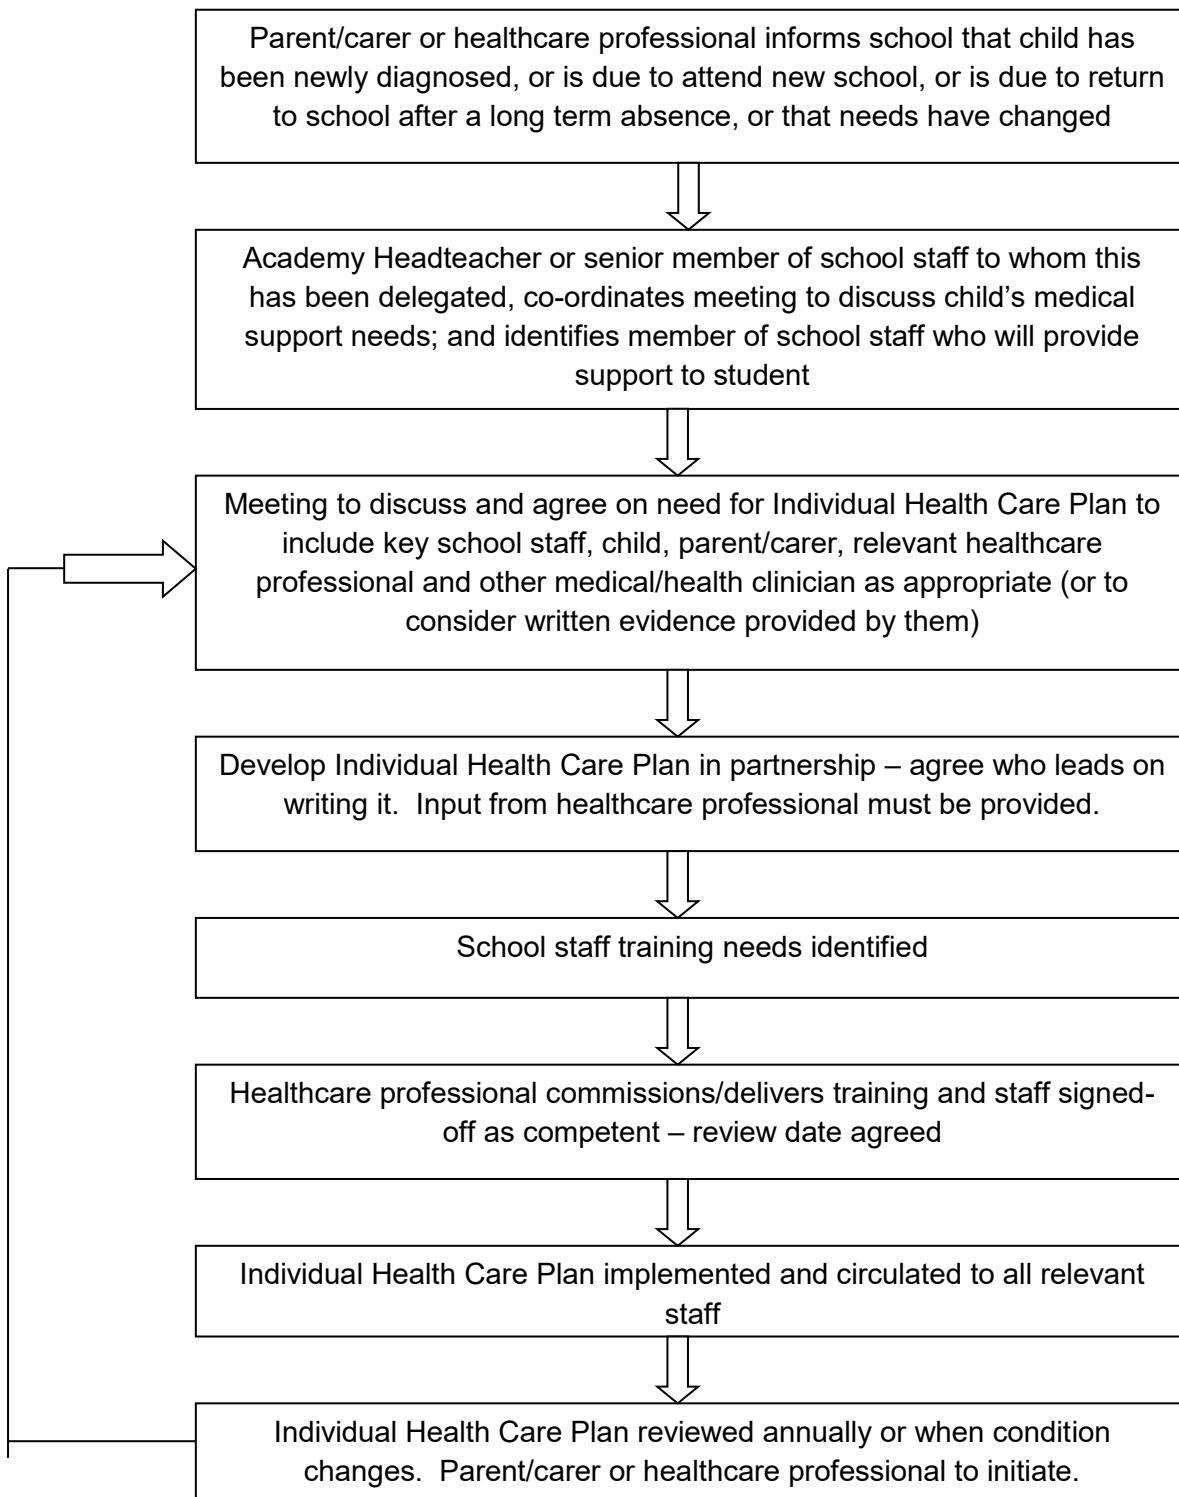 Parent/carer or healthcare professional informs school that child has
been newly diagnosed, or is due to attend new school, or is due to return
to school after a long term absence, or that needs have changed
Academy Headteacher or senior member of school staff to whom this
has been delegated, co-ordinates meeting to discuss child’s medical
support needs; and identifies member of school staff who will provide
support to student
Meeting to discuss and agree on need for Individual Health Care Plan to
include key school staff, child, parent/carer, relevant healthcare
professional and other medical/health clinician as appropriate (or to
consider written evidence provided by them)
Develop Individual Health Care Plan in partnership – agree who leads on
writing it.  Input from healthcare professional must be provided.
School staff training needs identified
Healthcare professional commissions/delivers training and staff signed-
off as competent – review date agreed
Individual Health Care Plan implemented and circulated to all relevant
staff
Individual Health Care Plan reviewed annually or when condition
changes.  Parent/carer or healthcare professional to initiate.